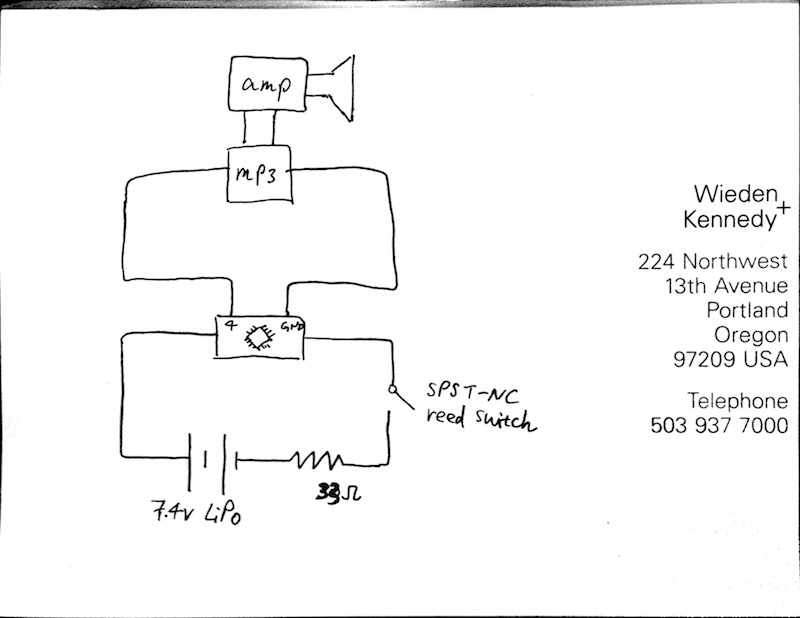 amp
mp3
4 GND
SPST-NC
reed switch
33Ω
7.4v LiPo
Wieden
+
Kennedy
224 Northwest
13th Avenue
Portland
Oregon
97209 USA
Telephone
503 937 7000